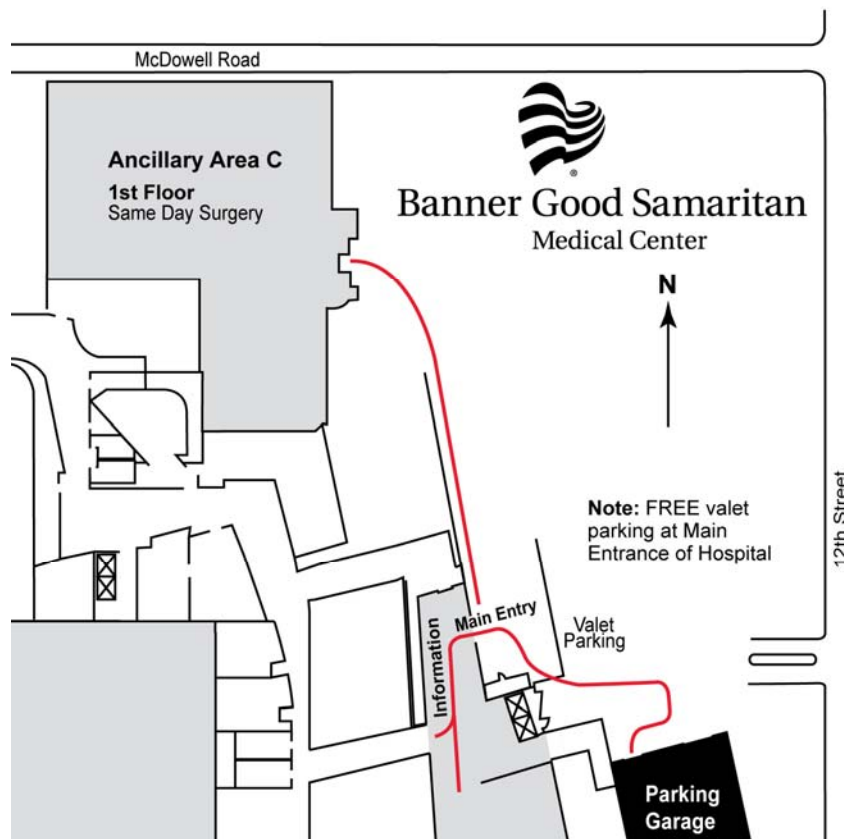 McDowell Road
Ancillary Area C
1st Floor
Same Day Surgery
®
Banner Good Samaritan
Medical Center
N
Note: FREE valet
parking at Main
Entrance of Hospital
12th Street
Main Entry
Valet
Parking
Information
Parking
Garage